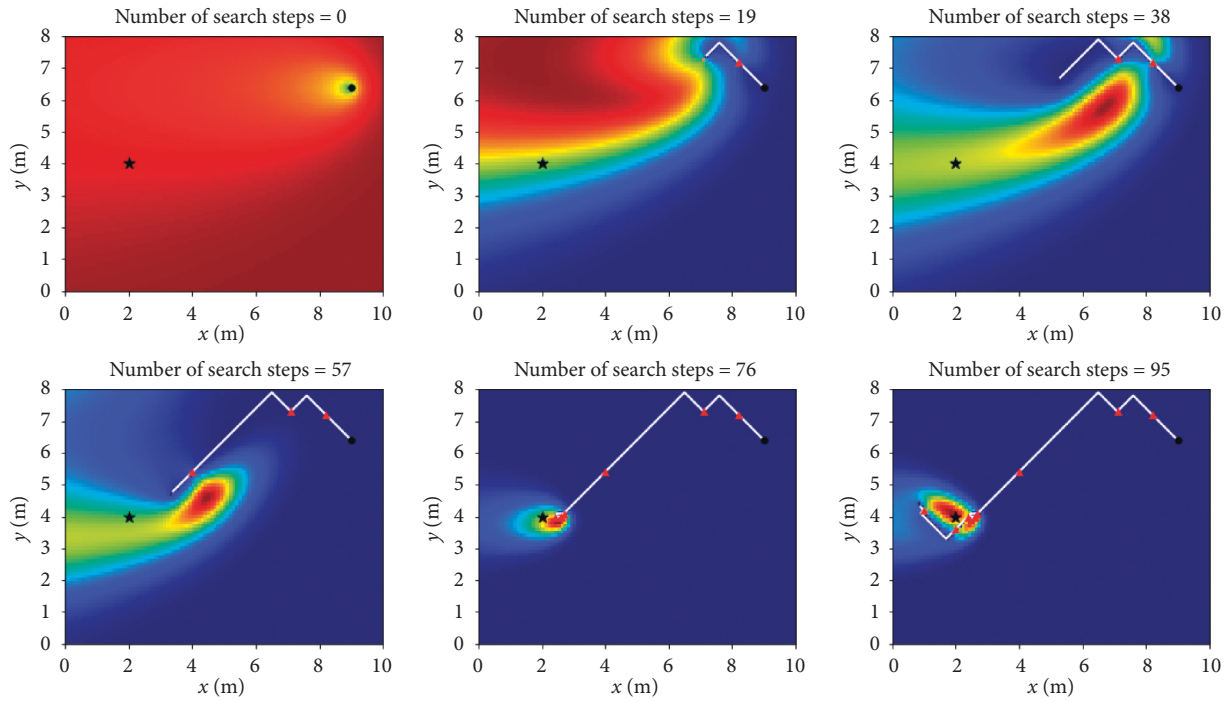 Number of search steps = 0
8
7
6
5
4
3
2
1
0
y (m)
0 2 4 6 8 10
x (m)
Number of search steps = 19
8
7
6
5
4
3
2
1
0
y (m)
0 2 4 6 8 10
x (m)
Number of search steps = 38
8
7
6
5
4
3
2
1
0
y (m)
0 2 4 6 8 10
x (m)
Number of search steps = 57
8
7
6
5
4
3
2
1
0
y (m)
0 2 4 6 8 10
x (m)
Number of search steps = 76
8
7
6
5
4
3
2
1
0
y (m)
0 2 4 6 8 10
x (m)
Number of search steps = 95
8
7
6
5
4
3
2
1
0
y (m)
0 2 4 6 8 10
x (m)